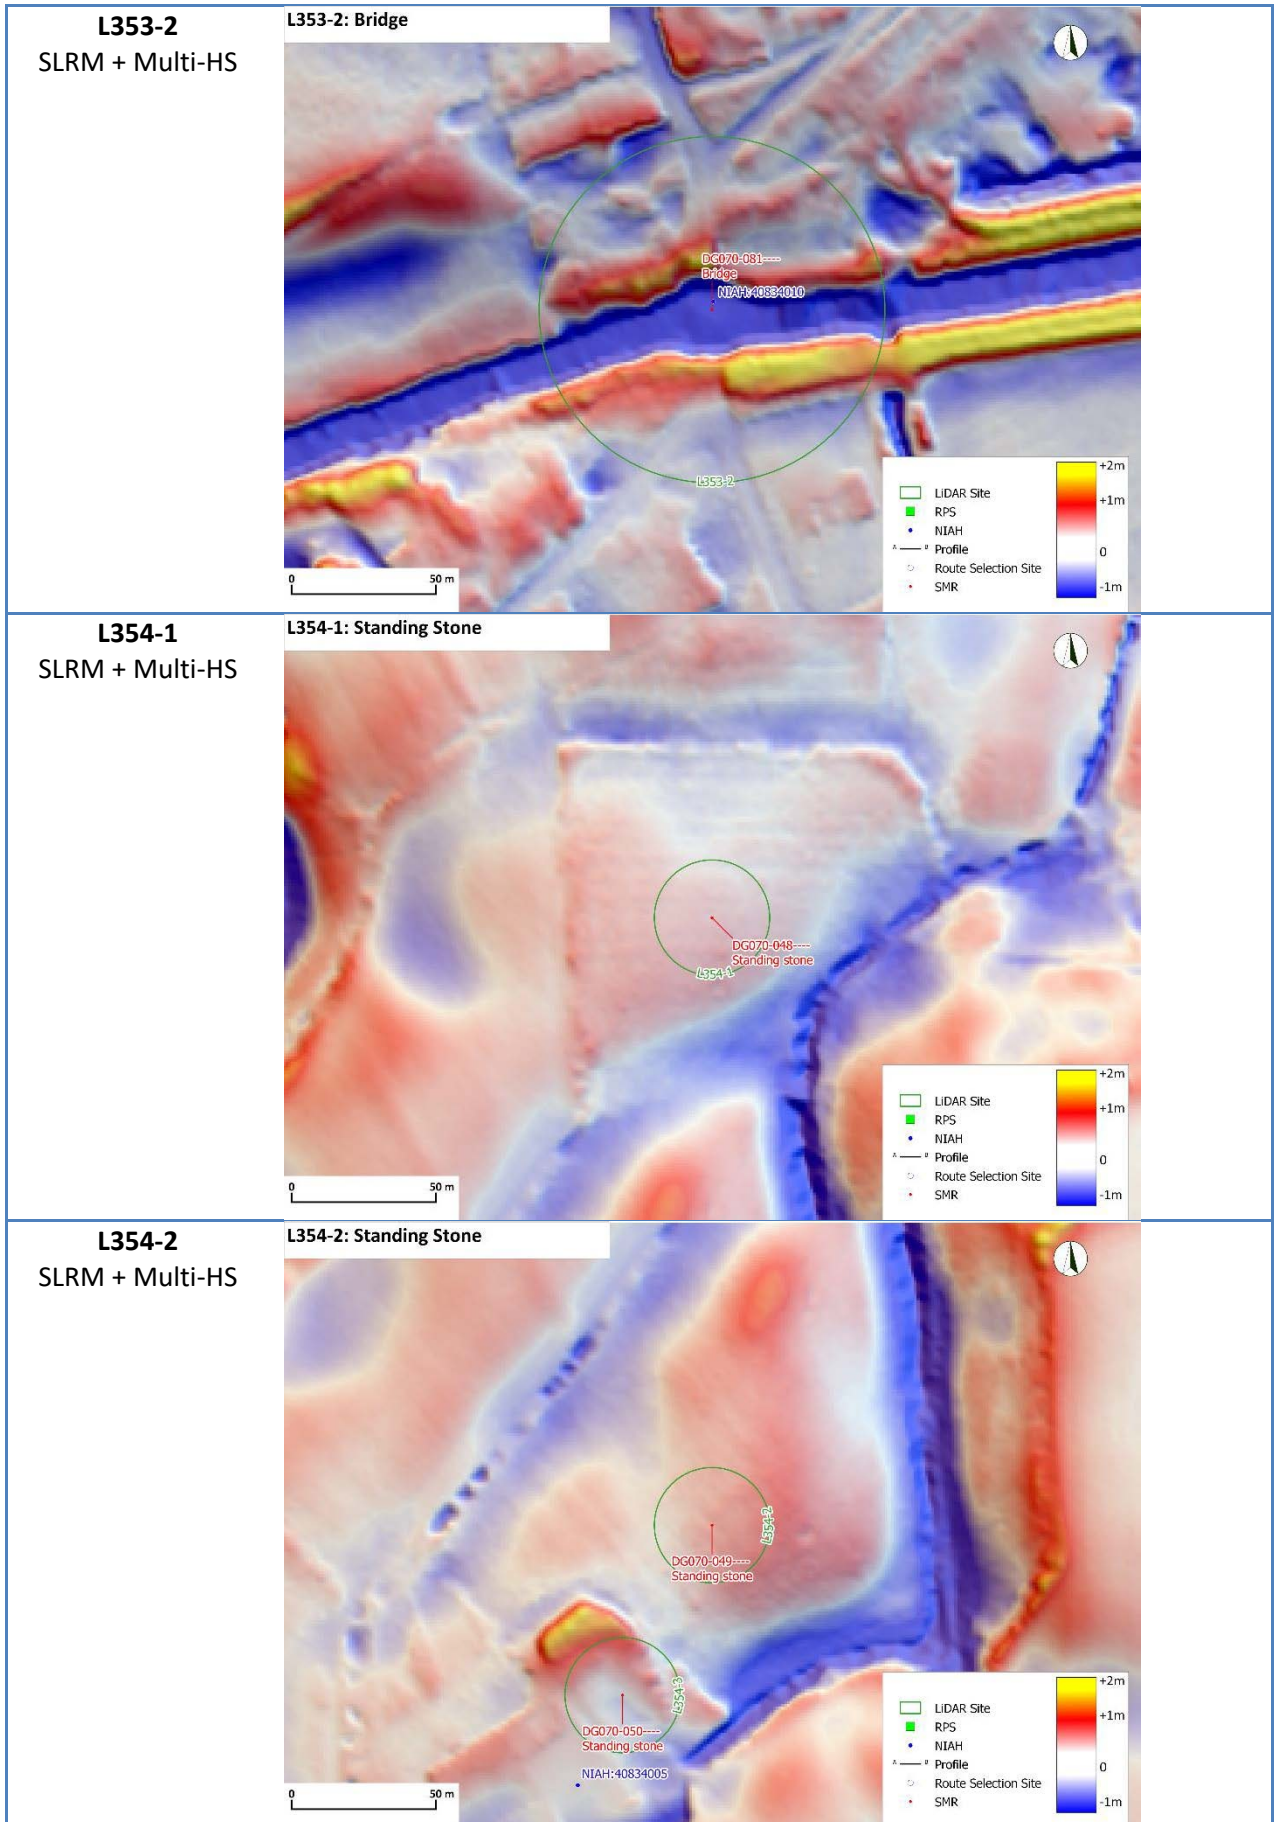 L353-2
SLRM + Multi-HS
L353-2: Bridge
DG070-081----
Bridge
NIAH:40834010
L353-2
LiDAR Site
RPS
NIAH
A B Profile
Route Selection Site
SMR
+2m
+1m
0
-1m
0 50 m
L354-1
SLRM + Multi-HS
L354-1: Standing Stone
DG070-048----
Standing stone
L354-1
LiDAR Site
RPS
NIAH
A B Profile
Route Selection Site
SMR
+2m
+1m
0
-1m
0 50 m
L354-2
SLRM + Multi-HS
L354-2: Standing Stone
L354-2
DG070-049----
Standing stone
L354-3
DG070-050----
Standing stone
NIAH:40834005
LiDAR Site
RPS
NIAH
A B Profile
Route Selection Site
SMR
+2m
+1m
0
-1m
0 50 m